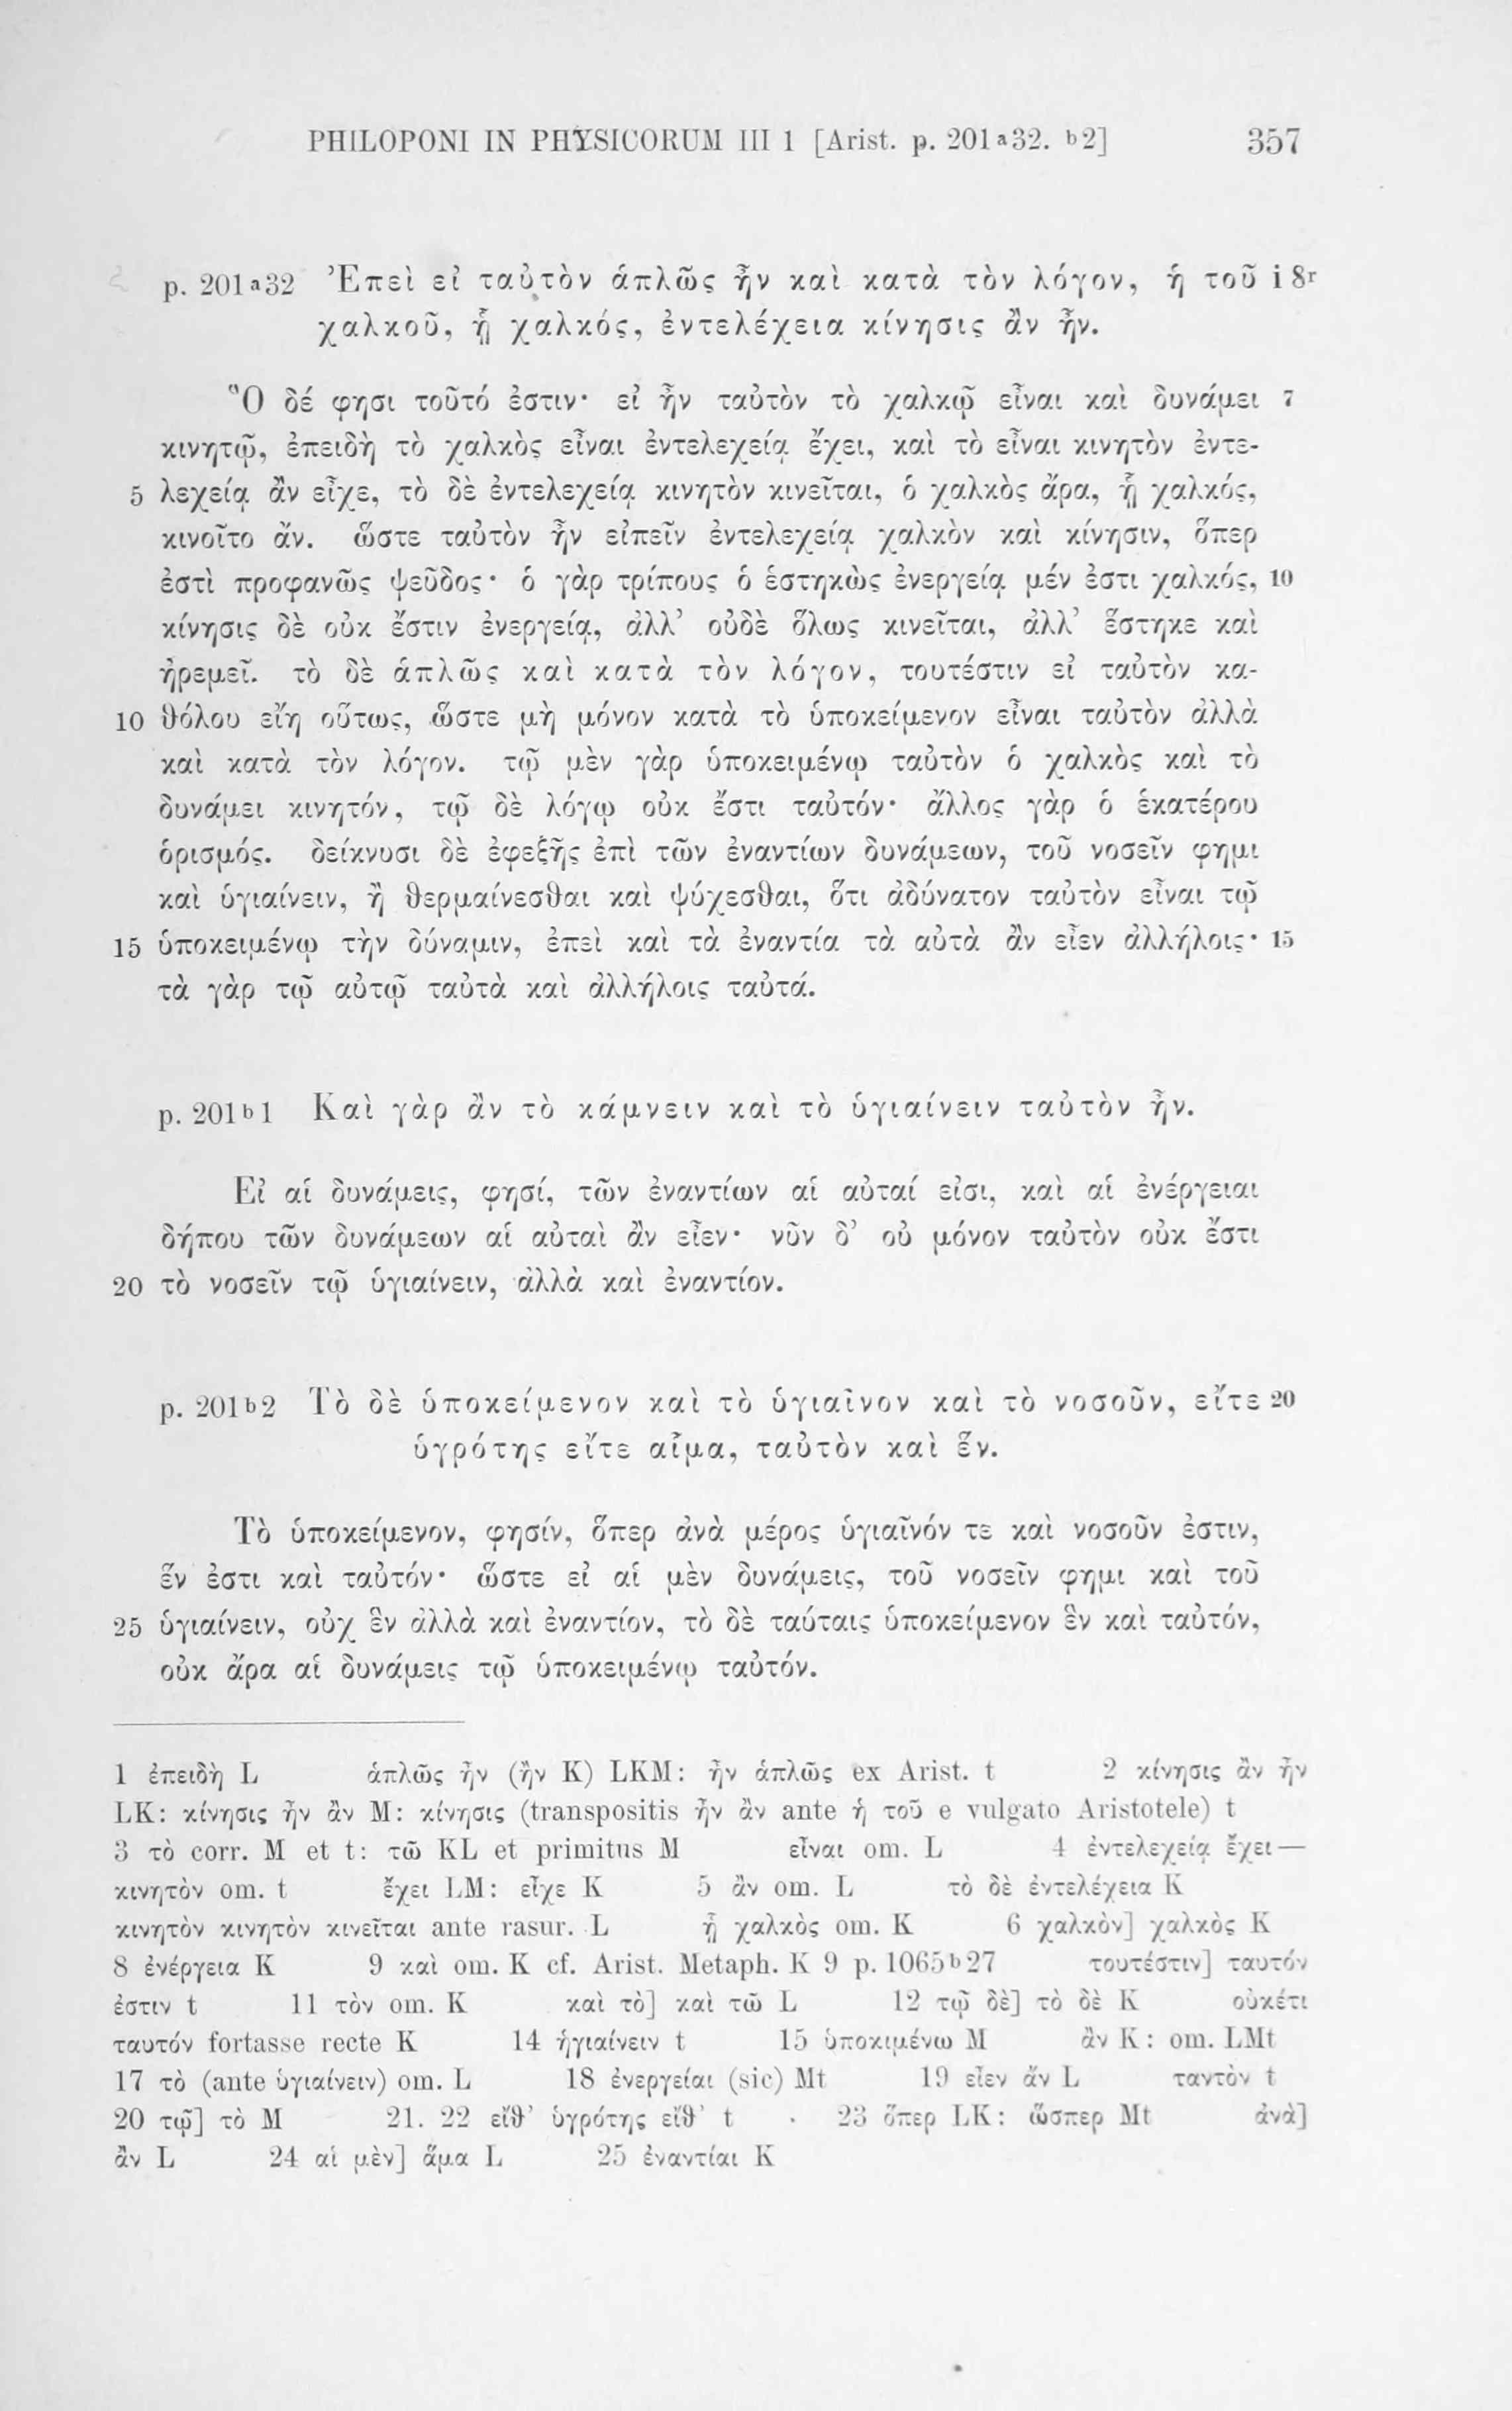 PHILOPONI IN PHYSICORUM III 1 [Arist. p. 201a32. b2] 357
p. 201a32 Ἐπεὶ εἰ ταὐτὸν ἁπλῶς ἦν καὶ κατὰ τὸν λόγον, ἡ τοῦ i 8r
χαλκοῦ, ᾗ χαλκός, ἐντελέχεια κίνησις ἂν ἦν.
Ὃ δέ φησι τοῦτό ἐστιν· εἰ ἦν ταὐτὸν τὸ χαλκῷ εἶναι καὶ δυνάμει 7
κινητῷ, ἐπειδὴ τὸ χαλκὸς εἶναι ἐντελεχείᾳ ἔχει, καὶ τὸ εἶναι κινητὸν ἐντε-
5 λεχείᾳ ἂν εἶχε, τὸ δὲ ἐντελεχείᾳ κινητὸν κινεῖται, ὁ χαλκὸς ἄρα, ᾗ χαλκός,
κινοῖτο ἄν. ὥστε ταὐτὸν ἦν εἰπεῖν ἐντελεχείᾳ χαλκὸν καὶ κίνησιν, ὅπερ
ἐστὶ προφανῶς ψεῦδος· ὁ γὰρ τρίπους ὁ ἑστηκὼς ἐνεργείᾳ μέν ἐστι χαλκός, 10
κίνησις δὲ οὐκ ἔστιν ἐνεργείᾳ, ἀλλ’ οὐδὲ ὅλως κινεῖται, ἀλλ’ ἕστηκε καὶ
ἠρεμεῖ. τὸ δὲ ἁπλῶς καὶ κατὰ τὸν λόγον, τουτέστιν εἰ ταὐτὸν κα-
10 θόλου εἴη οὕτως, ὥστε μὴ μόνον κατὰ τὸ ὑποκείμενον εἶναι ταὐτὸν ἀλλὰ
καὶ κατὰ τὸν λόγον. τῷ μὲν γὰρ ὑποκειμένῳ ταὐτὸν ὁ χαλκὸς καὶ τὸ
δυνάμει κινητόν, τῷ δὲ λόγῳ οὐκ ἔστι ταὐτόν· ἄλλος γὰρ ὁ ἑκατέρου
ὁρισμός. δείκνυσι δὲ ἐφεξῆς ἐπὶ τῶν ἐναντίων δυνάμεων, τοῦ νοσεῖν φημι
καὶ ὑγιαίνειν, ἢ θερμαίνεσθαι καὶ ψύχεσθαι, ὅτι ἀδύνατον ταὐτὸν εἶναι τῷ
15 ὑποκειμένῳ τὴν δύναμιν, ἐπεὶ καὶ τὰ ἐναντία τὰ αὐτὰ ἂν εἶεν ἀλλήλοις· 15
τὰ γὰρ τῷ αὐτῷ ταὐτὰ καὶ ἀλλήλοις ταὐτά.
p. 201b1 Καὶ γὰρ ἂν τὸ κάμνειν καὶ τὸ ὑγιαίνειν ταὐτὸν ἦν.
Εἰ αἱ δυνάμεις, φησί, τῶν ἐναντίων αἱ αὐταί εἰσι, καὶ αἱ ἐνέργειαι
δήπου τῶν δυνάμεων αἱ αὐταὶ ἂν εἶεν· νῦν δ’ οὐ μόνον ταὐτὸν οὐκ ἔστι
20 τὸ νοσεῖν τῷ ὑγιαίνειν, ἀλλὰ καὶ ἐναντίον.
p. 201b2 Τὸ δὲ ὑποκείμενον καὶ τὸ ὑγιαῖνον καὶ τὸ νοσοῦν, εἴτε 20
ὑγρότης εἴτε αἷμα, ταὐτὸν καὶ ἕν.
Τὸ ὑποκείμενον, φησίν, ὅπερ ἀνὰ μέρος ὑγιαῖνόν τε καὶ νοσοῦν ἐστιν,
ἕν ἐστι καὶ ταὐτόν· ὥστε εἰ αἱ μὲν δυνάμεις, τοῦ νοσεῖν φημι καὶ τοῦ
25 ὑγιαίνειν, οὐχ ἓν ἀλλὰ καὶ ἐναντίον, τὸ δὲ ταύταις ὑποκείμενον ἓν καὶ ταὐτόν,
οὐκ ἄρα αἱ δυνάμεις τῷ ὑποκειμένῳ ταὐτόν.
1 ἐπειδὴ L ἁπλῶς ἦν (ἢν K) LKM: ἦν ἁπλῶς ex Arist. t 2 κίνησις ἂν ἦν
LK: κίνησις ἦν ἂν M: κίνησις (transpositis ἦν ἂν ante ἡ τοῦ e vulgato Aristotele) t
3 τὸ corr. M et t: τῶ KL et primitus M εἶναι om. L 4 ἐντελεχείᾳ ἔχει —
κινητὸν om. t ἔχει LM: εἶχε K 5 ἂν om. L τὸ δὲ ἐντελέχεια K
κινητὸν κινητὸν κινεῖται ante rasur. L ᾗ χαλκὸς om. K 6 χαλκὸν] χαλκὸς K
8 ἐνέργεια K 9 καὶ om. K cf. Arist. Metaph. K 9 p. 1065b27 τουτέστιν] ταυτόν
ἐστιν t 11 τὸν om. K καὶ τὸ] καὶ τῶ L 12 τῷ δὲ] τὸ δὲ K οὐκέτι
ταυτόν fortasse recte K 14 ἡγιαίνειν t 15 ὑποκιμένω M ἂν K: om. LMt
17 τὸ (ante ὑγιαίνειν) om. L 18 ἐνεργείαι (sic) Mt 19 εἶεν ἄν L ταντὸν t
20 τῷ] τὸ M 21. 22 εἴθ’ ὑγρότης εἴθ’ t 23 ὅπερ LK: ὥσπερ Mt ἀνὰ]
ἂν L 24 αἱ μὲν] ἅμα L 25 ἐναντίαι K